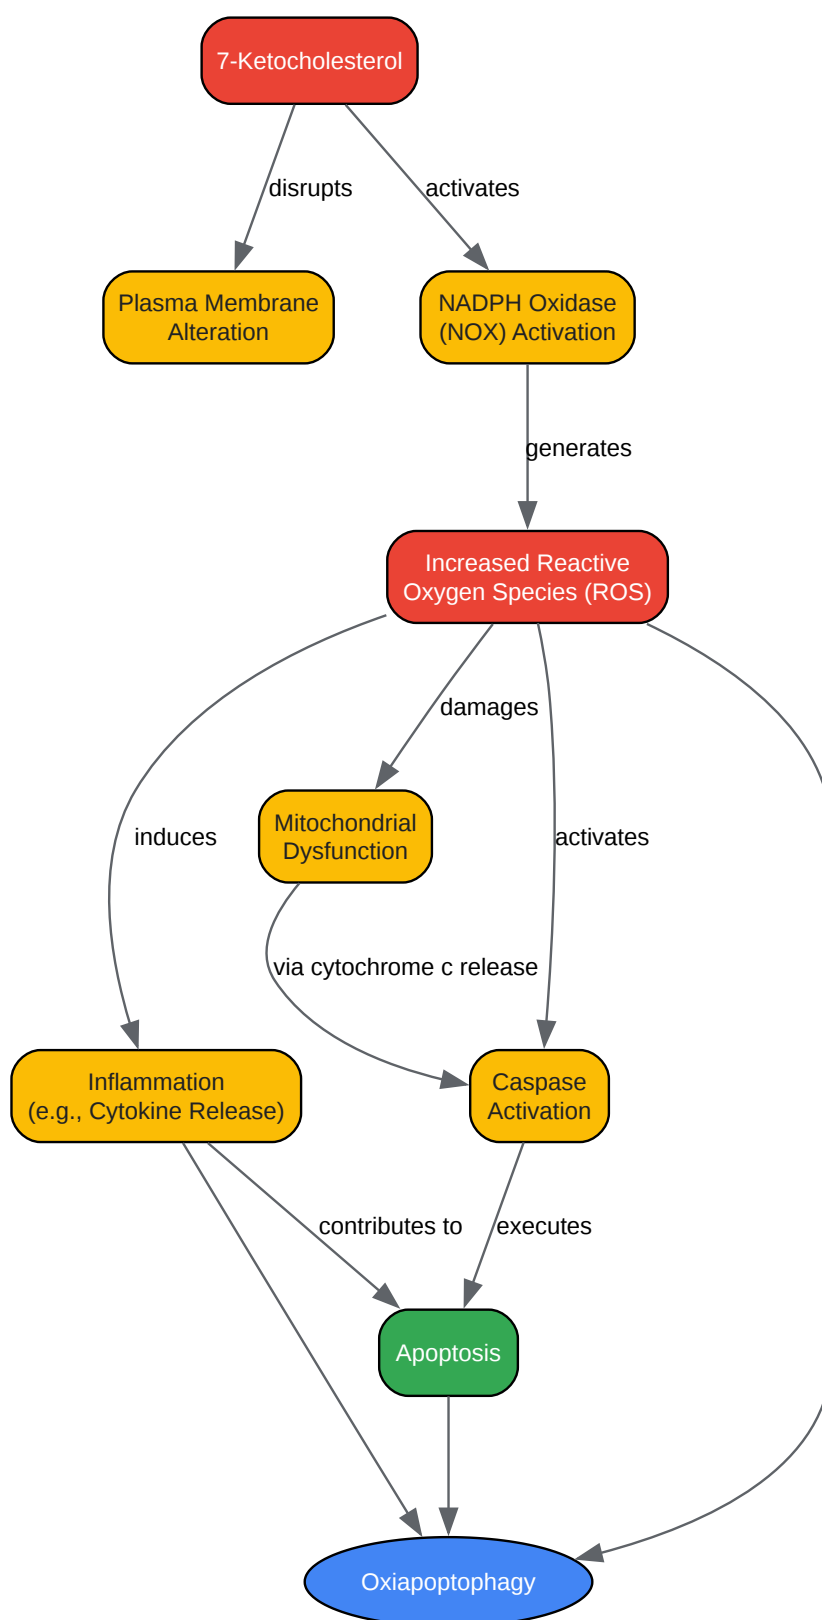 7-Ketocholesterol
disrupts
activates
Plasma Membrane
Alteration
NADPH Oxidase
(NOX) Activation
generates
Increased Reactive
Oxygen Species (ROS)
damages
induces
Mitochondrial
Dysfunction
activates
via cytochrome c release
Inflammation
(e.g., Cytokine Release)
Caspase
Activation
contributes to
executes
Apoptosis
Oxiapoptophagy